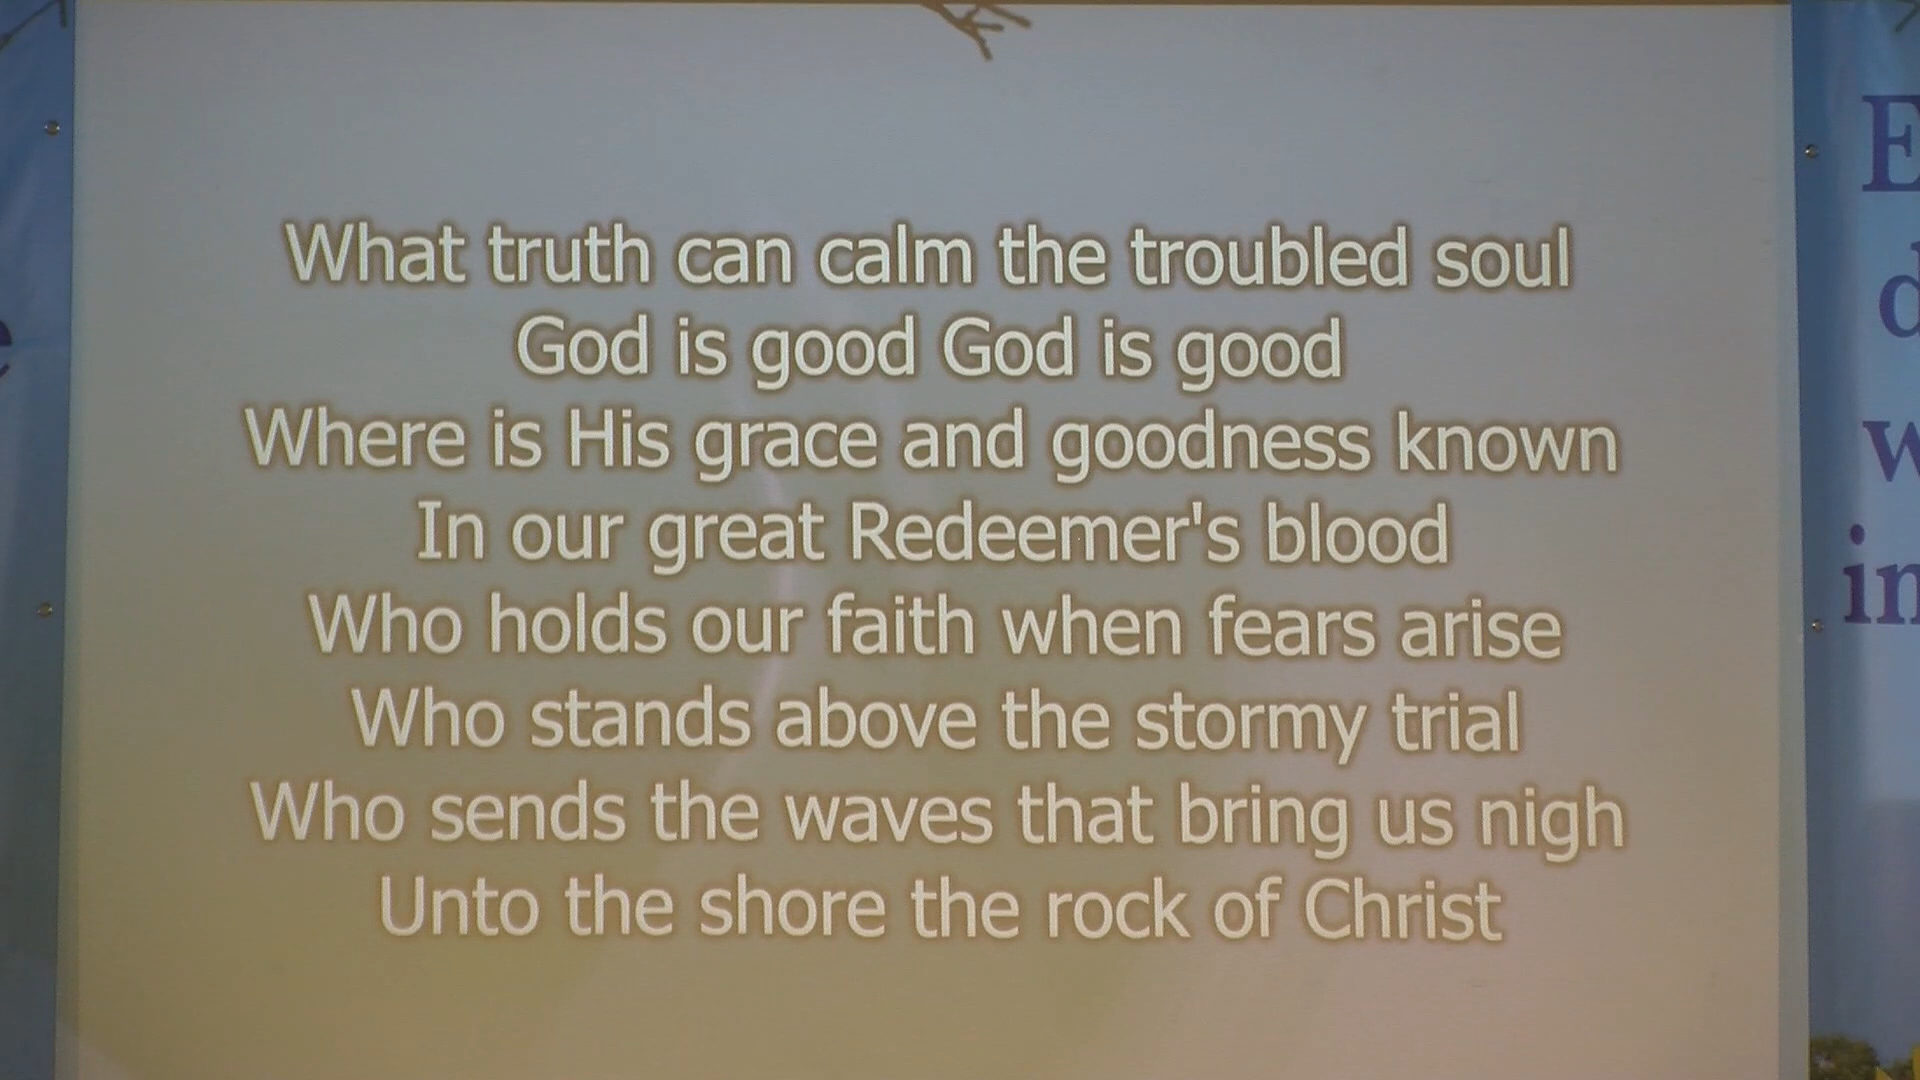 What truth can calm the troubled soul
God is good God is good
Where is His grace and goodness known
In our great Redeemer's blood
Who holds our faith when fears arise
Who stands above the stormy trial
Who sends the waves that bring us nigh
Unto the shore the rock of Christ